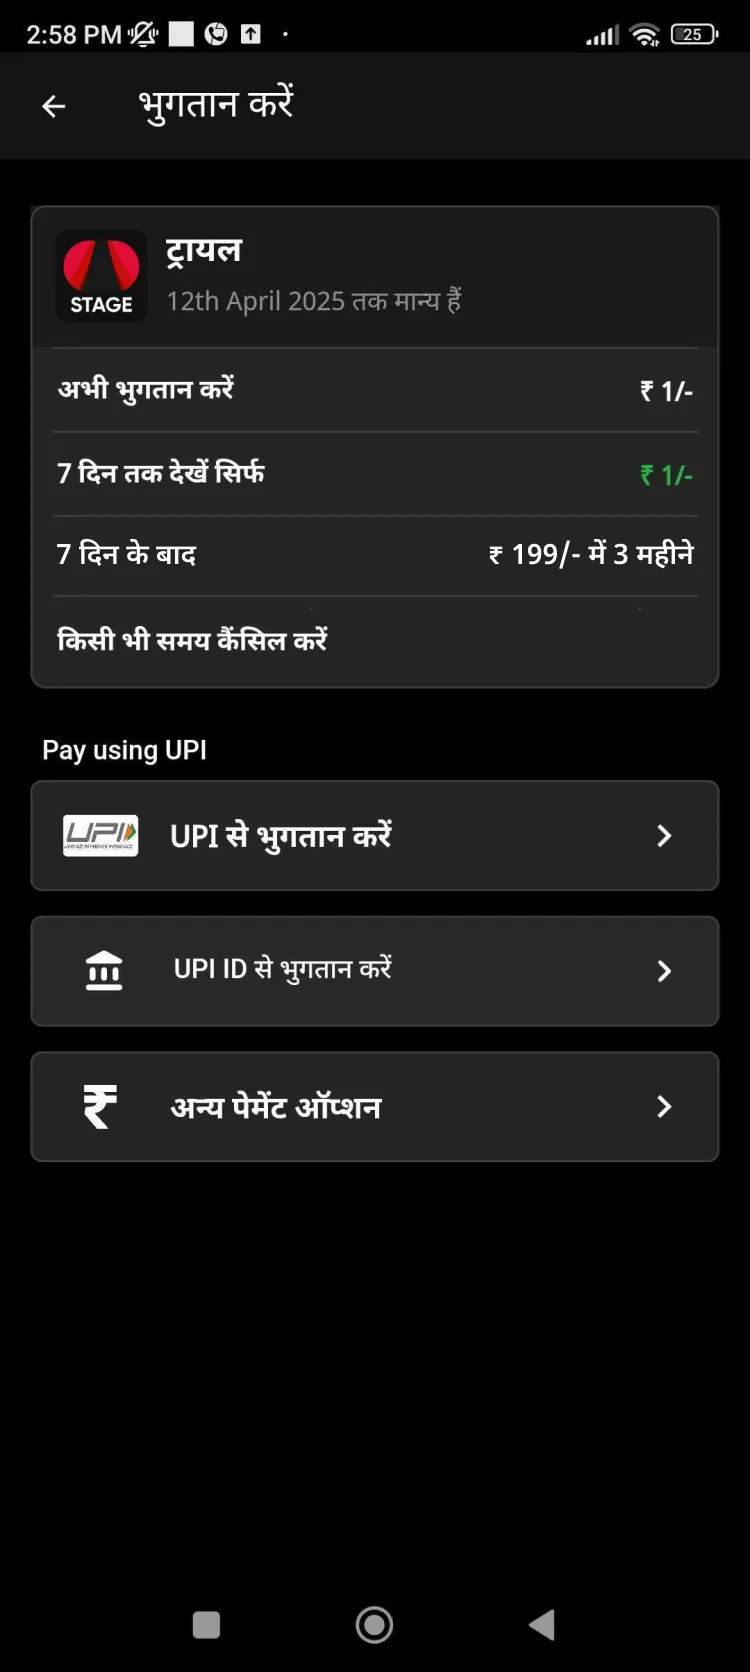 2:58 PM
25
भुगतान करें
ट्रायल
12th April 2025 तक मान्य हैं
STAGE
अभी भुगतान करें ₹ 1/-
7 दिन तक देखें सिर्फ ₹ 1/-
7 दिन के बाद ₹ 199/- में 3 महीने
किसी भी समय कैंसिल करें
Pay using UPI
UPI UPI से भुगतान करें
UPI ID से भुगतान करें
₹ अन्य पेमेंट ऑप्शन